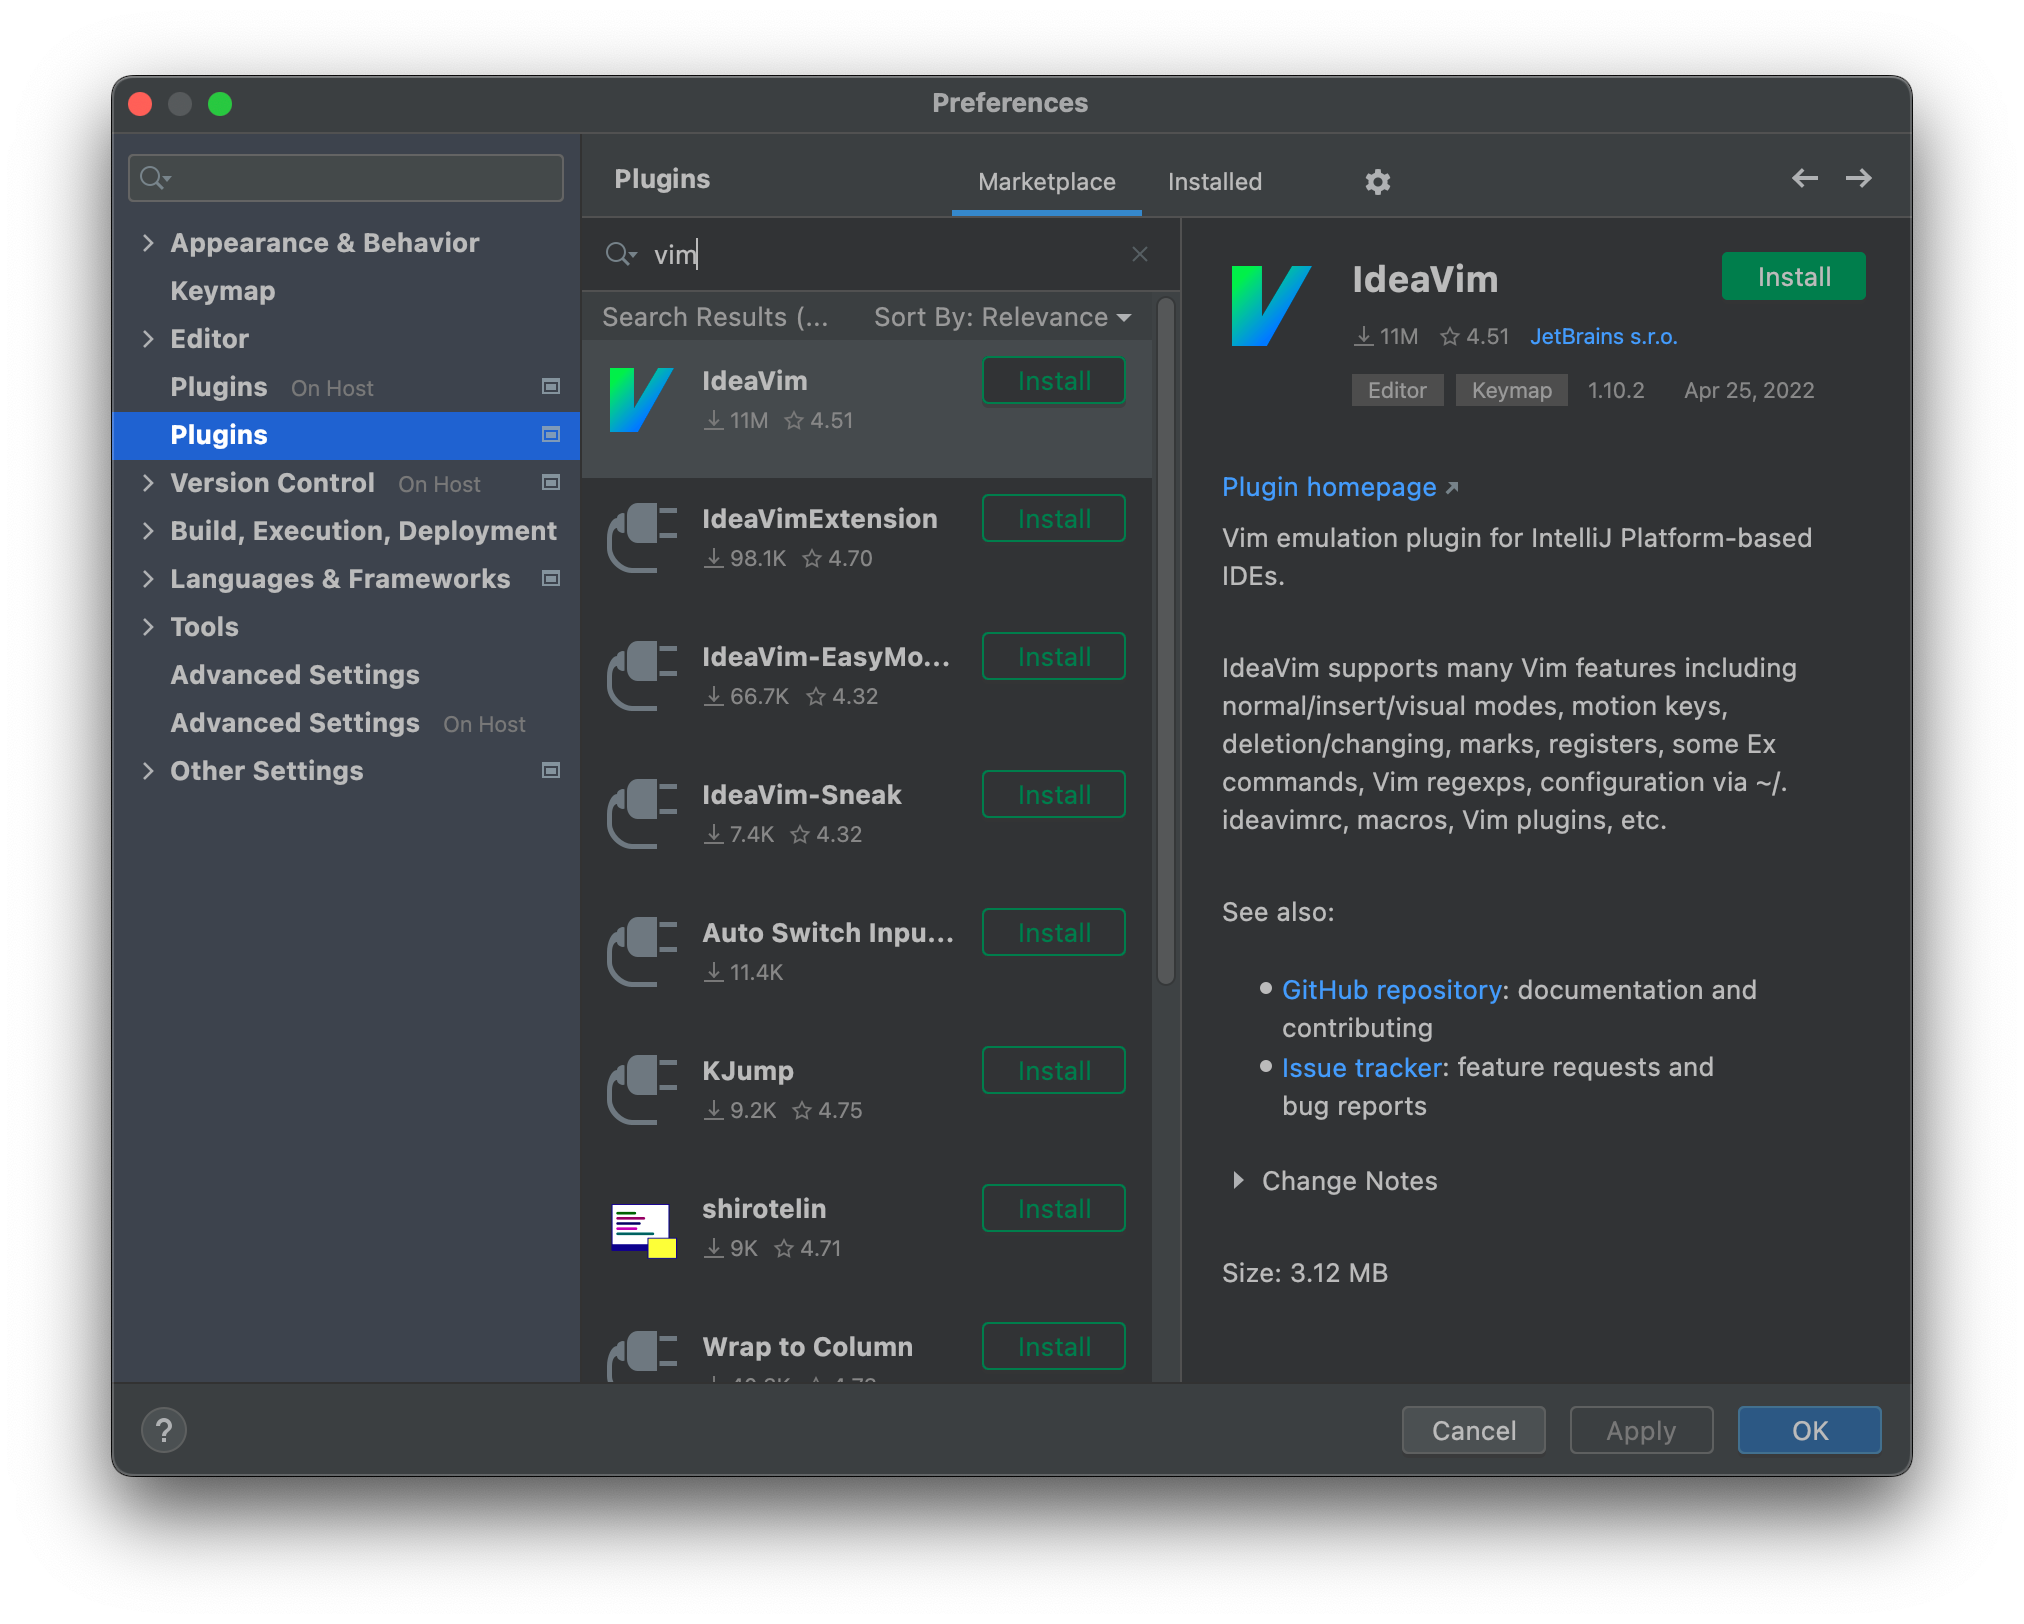 Preferences
Appearance & Behavior
Keymap
Editor
Plugins On Host
Plugins
Version Control On Host
Build, Execution, Deployment
Languages & Frameworks
Tools
Advanced Settings
Advanced Settings On Host
Other Settings
Plugins
Marketplace
Installed
vim
Search Results (...
Sort By: Relevance
IdeaVim
Install
11M 4.51
IdeaVimExtension
Install
98.1K 4.70
IdeaVim-EasyMo...
Install
66.7K 4.32
IdeaVim-Sneak
Install
7.4K 4.32
Auto Switch Inpu...
Install
11.4K
KJump
Install
9.2K 4.75
shirotelin
Install
9K 4.71
Wrap to Column
Install
IdeaVim
Install
11M 4.51 JetBrains s.r.o.
Editor Keymap 1.10.2 Apr 25, 2022
Plugin homepage
Vim emulation plugin for IntelliJ Platform-based
IDEs.
IdeaVim supports many Vim features including
normal/insert/visual modes, motion keys,
deletion/changing, marks, registers, some Ex
commands, Vim regexps, configuration via ~/.
ideavimrc, macros, Vim plugins, etc.
See also:
GitHub repository: documentation and
contributing
Issue tracker: feature requests and
bug reports
Change Notes
Size: 3.12 MB
?
Cancel
Apply
OK